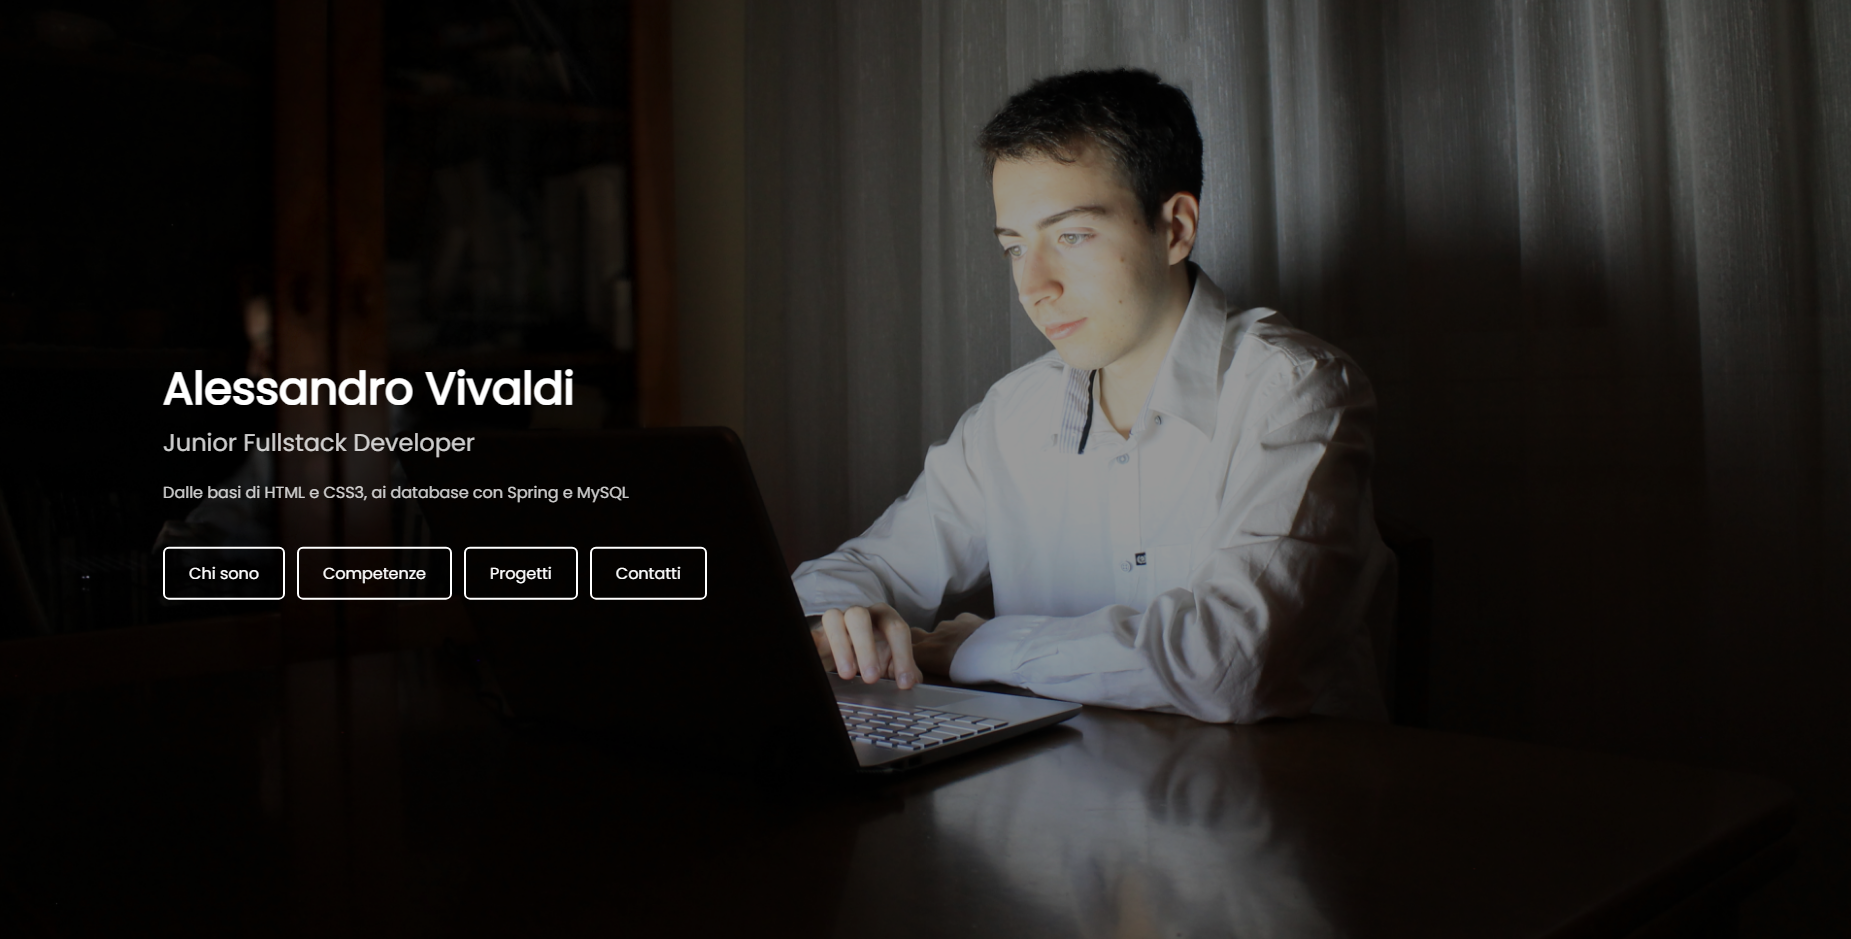 Alessandro Vivaldi
Junior Fullstack Developer
Dalle basi di HTML e CSS3, ai database con Spring e MySQL
Chi sono Competenze Progetti Contatti